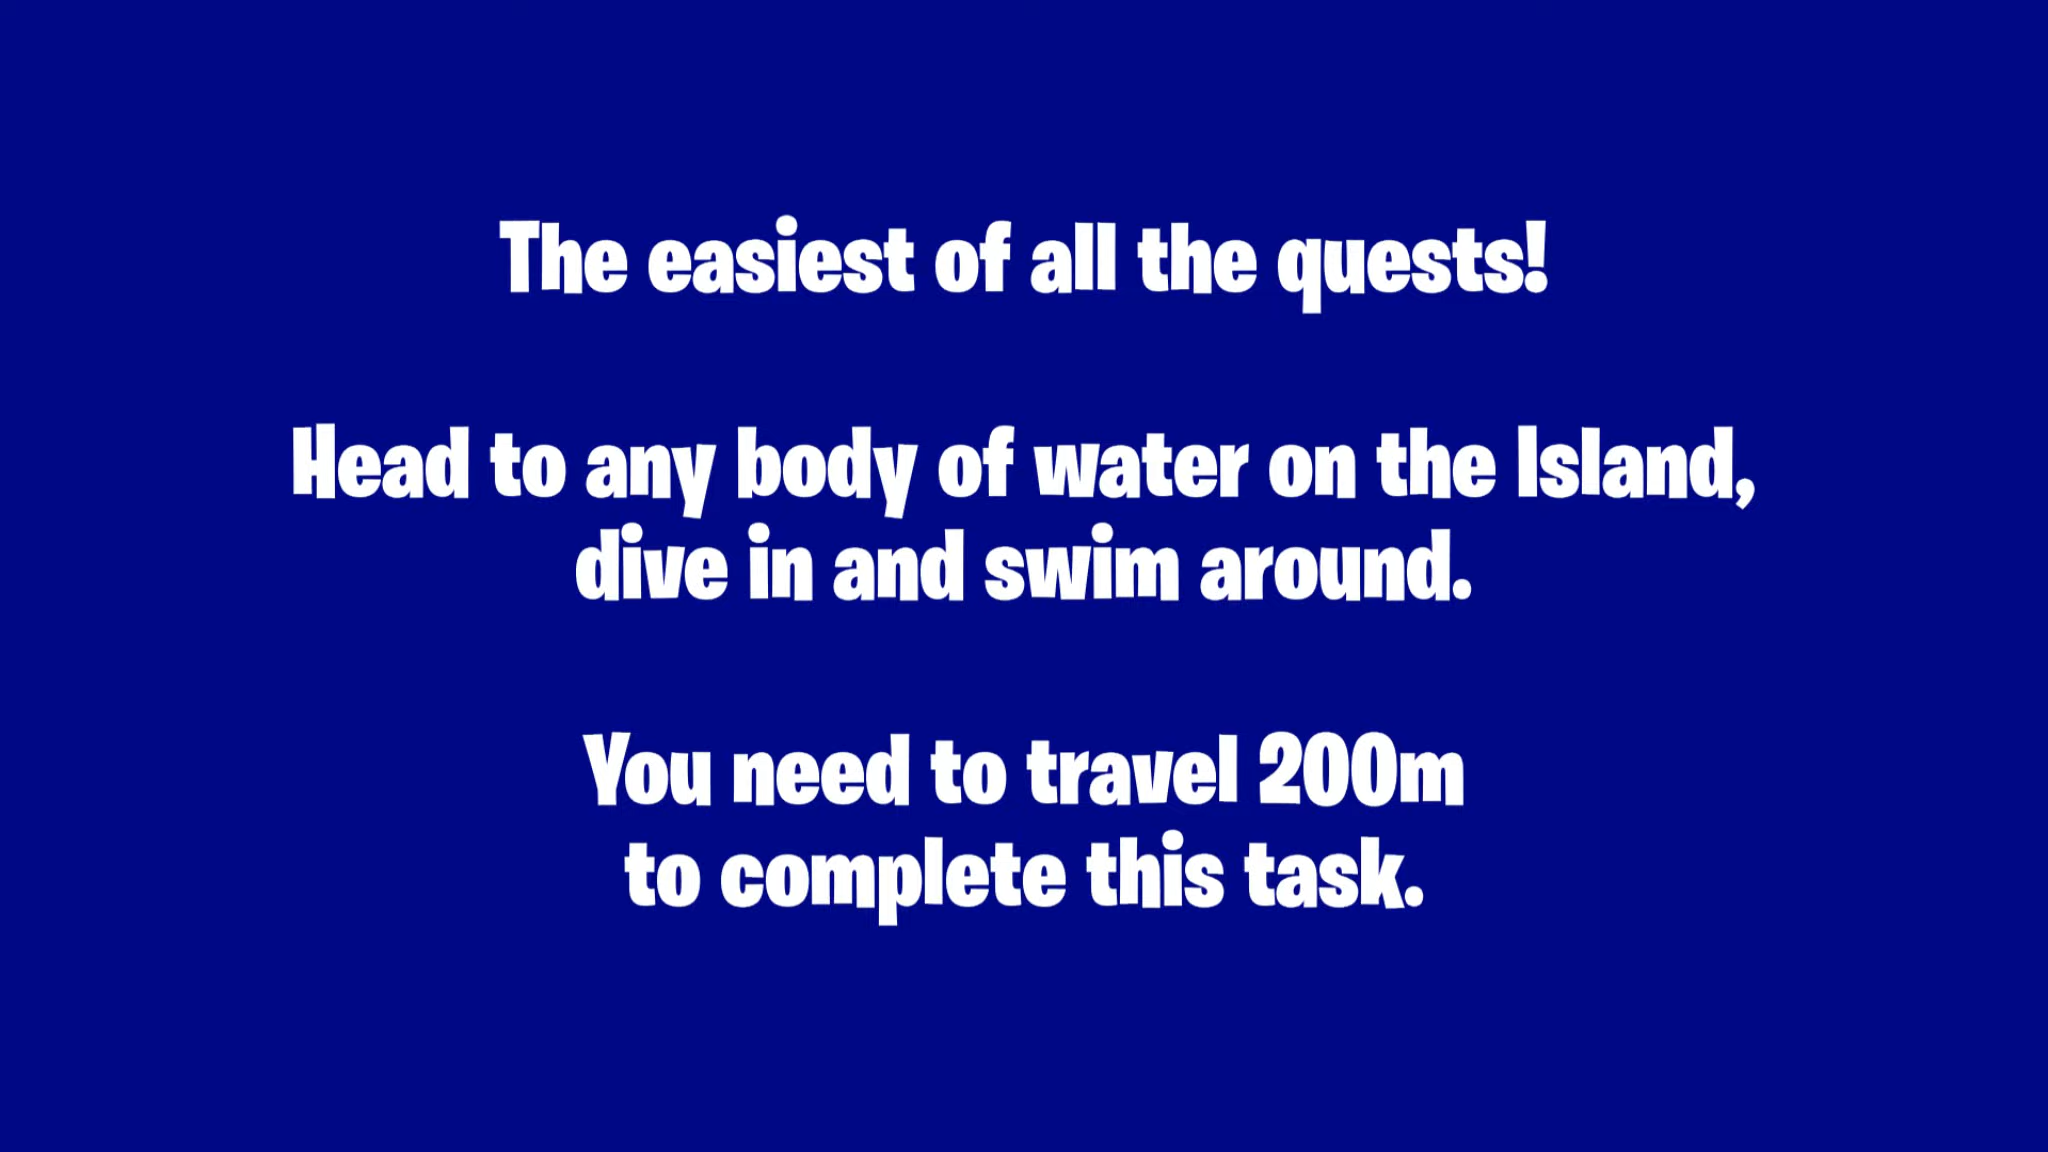 The easiest of all the quests!
Head to any body of water on the Island,
dive in and swim around.
You need to travel 200m
to complete this task.